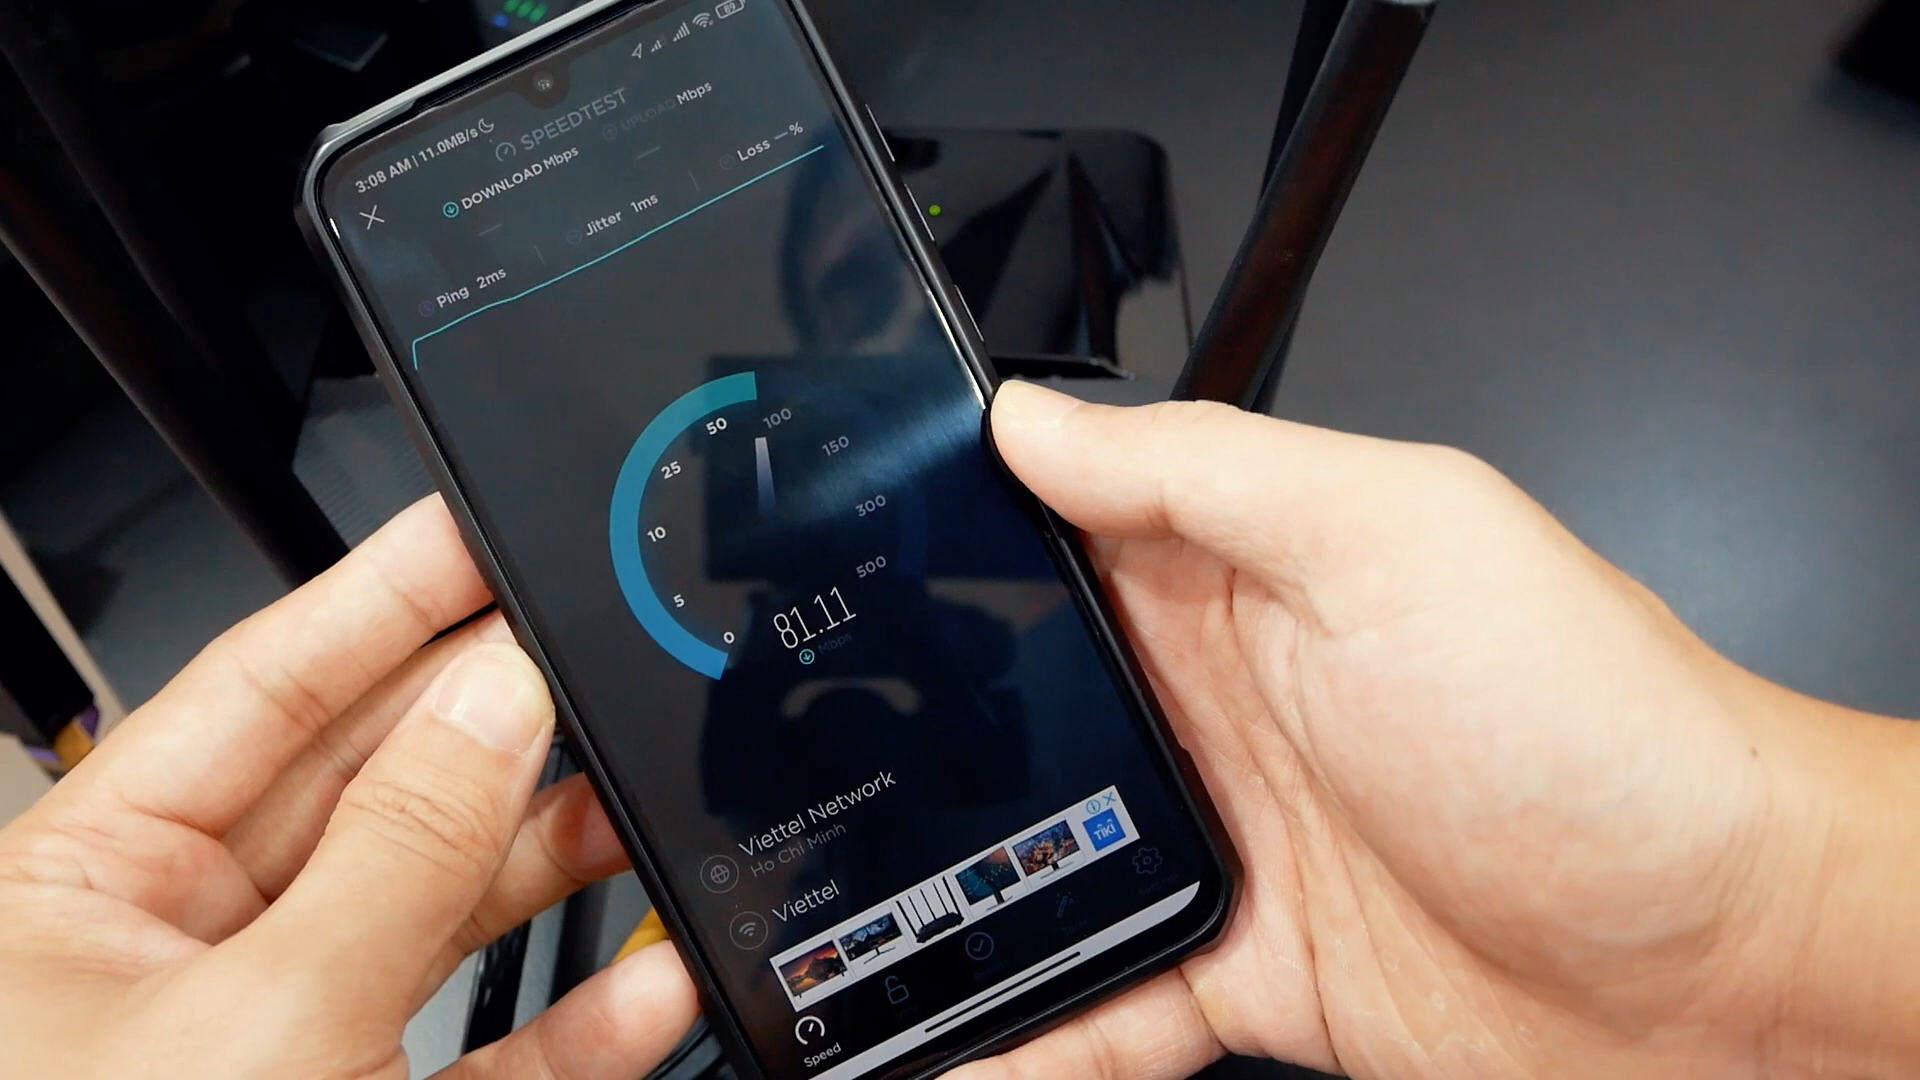 3:08 AM | 11.0MB/s
89
SPEEDTEST
DOWNLOAD Mbps
UPLOAD Mbps
Ping 2ms
Jitter 1ms
Loss — %
0
5
10
25
50
100
150
300
500
81.11
Mbps
Viettel Network
Ho Chi Minh
Viettel
TIKI
Speed